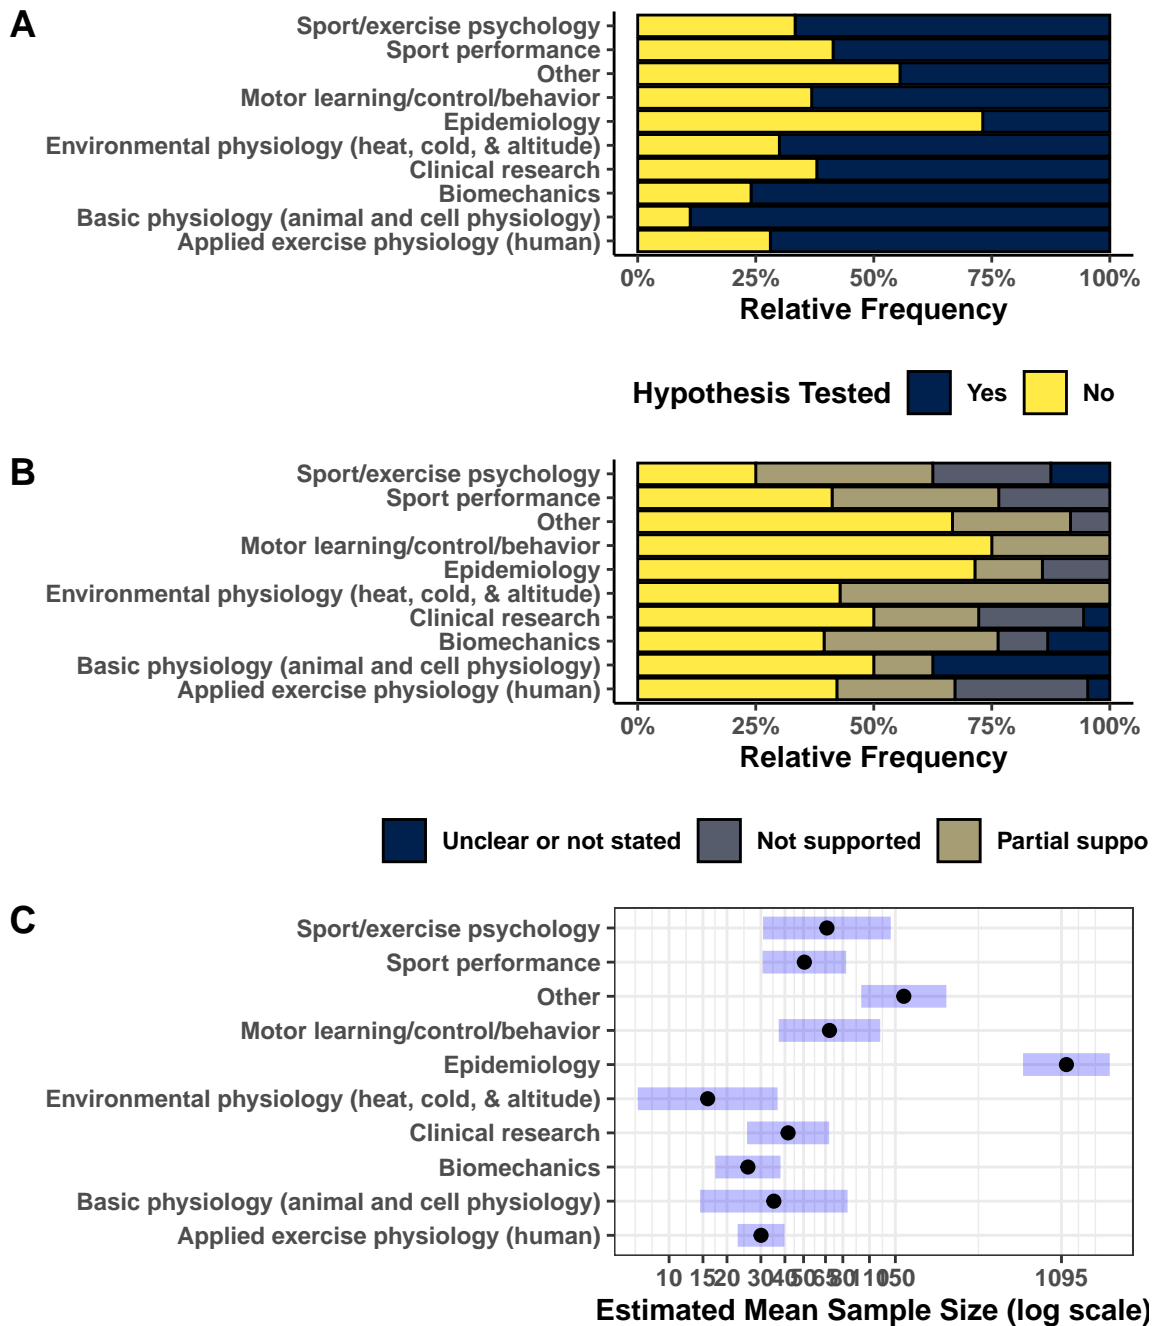 A
Sport/exercise psychology
Sport performance
Other
Motor learning/control/behavior
Epidemiology
Environmental physiology (heat, cold, & altitude)
Clinical research
Biomechanics
Basic physiology (animal and cell physiology)
Applied exercise physiology (human)
0% 25% 50% 75% 100%
Relative Frequency
Hypothesis Tested Yes No
B
Sport/exercise psychology
Sport performance
Other
Motor learning/control/behavior
Epidemiology
Environmental physiology (heat, cold, & altitude)
Clinical research
Biomechanics
Basic physiology (animal and cell physiology)
Applied exercise physiology (human)
0% 25% 50% 75% 100%
Relative Frequency
Unclear or not stated Not supported Partial suppo
C
Sport/exercise psychology
Sport performance
Other
Motor learning/control/behavior
Epidemiology
Environmental physiology (heat, cold, & altitude)
Clinical research
Biomechanics
Basic physiology (animal and cell physiology)
Applied exercise physiology (human)
10 15 20 30 40 50 65 80 110 150 1095
Estimated Mean Sample Size (log scale)